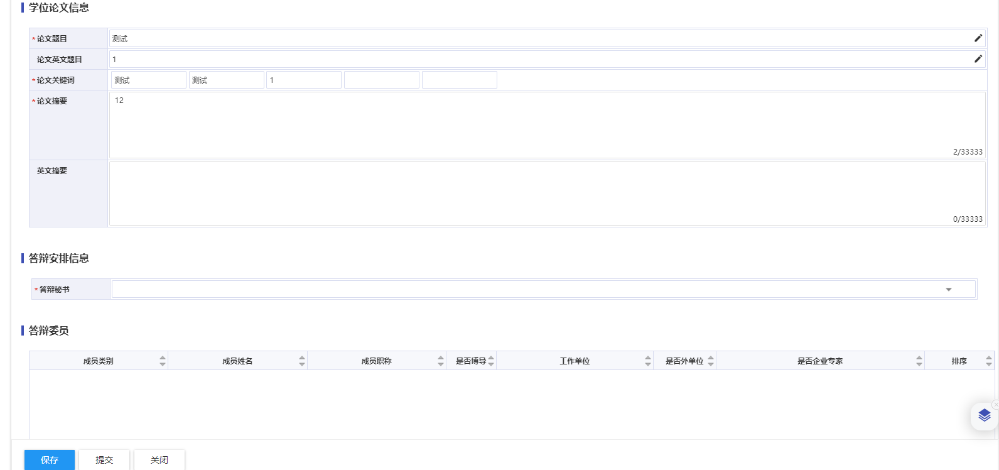 学位论文信息
*论文题目 测试
论文英文题目 1
*论文关键词 测试 测试 1
*论文摘要 12
2/33333
英文摘要
0/33333
答辩安排信息
*答辩秘书
答辩委员
成员类别 成员姓名 成员职称 是否博导 工作单位 是否外单位 是否企业专家 排序
保存 提交 关闭